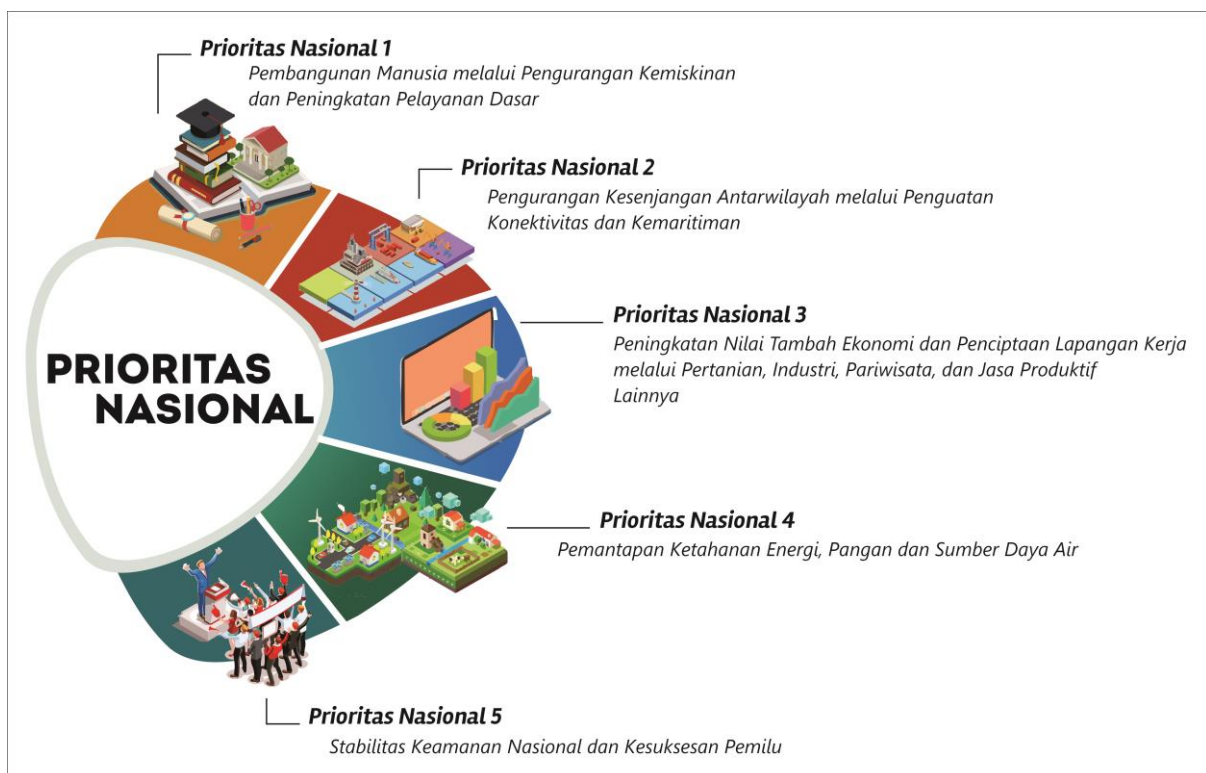 Prioritas Nasional 1
Pembangunan Manusia melalui Pengurangan Kemiskinan
dan Peningkatan Pelayanan Dasar
Prioritas Nasional 2
Pengurangan Kesenjangan Antarwilayah melalui Penguatan
Konektivitas dan Kemaritiman
Prioritas Nasional 3
Peningkatan Nilai Tambah Ekonomi dan Penciptaan Lapangan Kerja
melalui Pertanian, Industri, Pariwisata, dan Jasa Produktif
Lainnya
PRIORITAS
NASIONAL
Prioritas Nasional 4
Pemantapan Ketahanan Energi, Pangan dan Sumber Daya Air
Prioritas Nasional 5
Stabilitas Keamanan Nasional dan Kesuksesan Pemilu